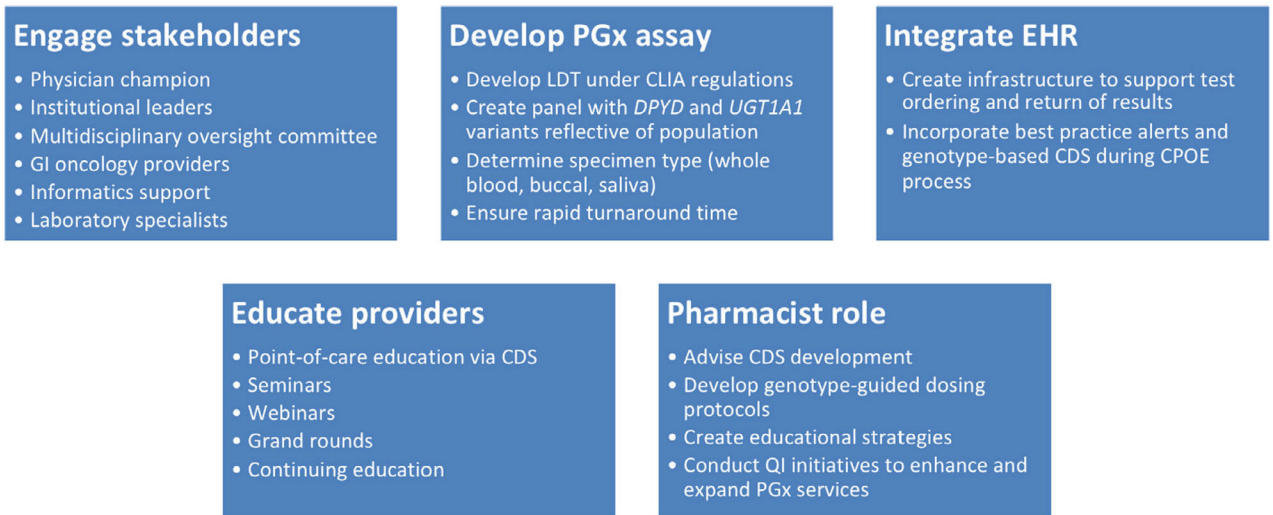 Engage stakeholders
• Physician champion
• Institutional leaders
• Multidisciplinary oversight committee
• GI oncology providers
• Informatics support
• Laboratory specialists
Develop PGx assay
• Develop LDT under CLIA regulations
• Create panel with DPYD and UGT1A1
variants reflective of population
• Determine specimen type (whole
blood, buccal, saliva)
• Ensure rapid turnaround time
Integrate EHR
• Create infrastructure to support test
ordering and return of results
• Incorporate best practice alerts and
genotype-based CDS during CPOE
process
Educate providers
• Point-of-care education via CDS
• Seminars
• Webinars
• Grand rounds
• Continuing education
Pharmacist role
• Advise CDS development
• Develop genotype-guided dosing
protocols
• Create educational strategies
• Conduct QI initiatives to enhance and
expand PGx services